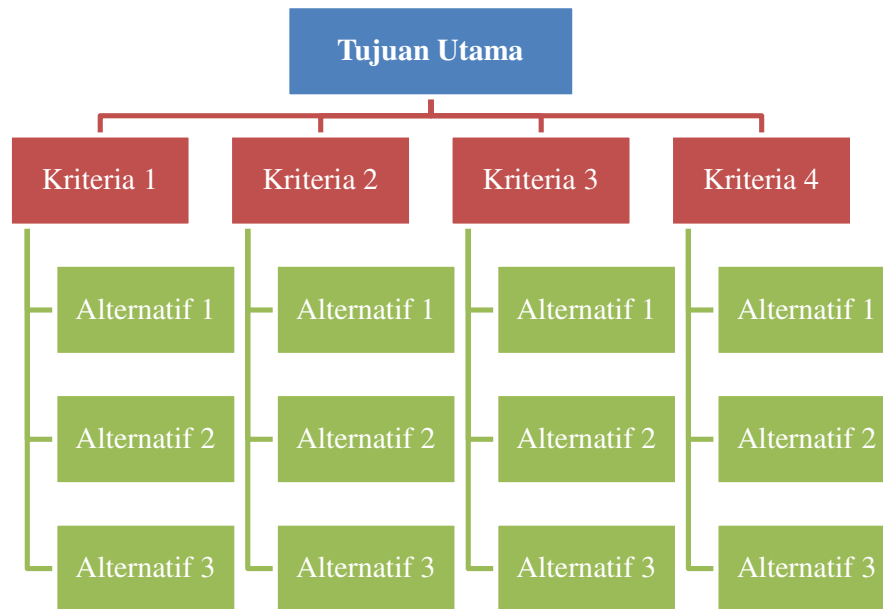 Tujuan Utama
Kriteria 1
Kriteria 2
Kriteria 3
Kriteria 4
Alternatif 1
Alternatif 1
Alternatif 1
Alternatif 1
Alternatif 2
Alternatif 2
Alternatif 2
Alternatif 2
Alternatif 3
Alternatif 3
Alternatif 3
Alternatif 3